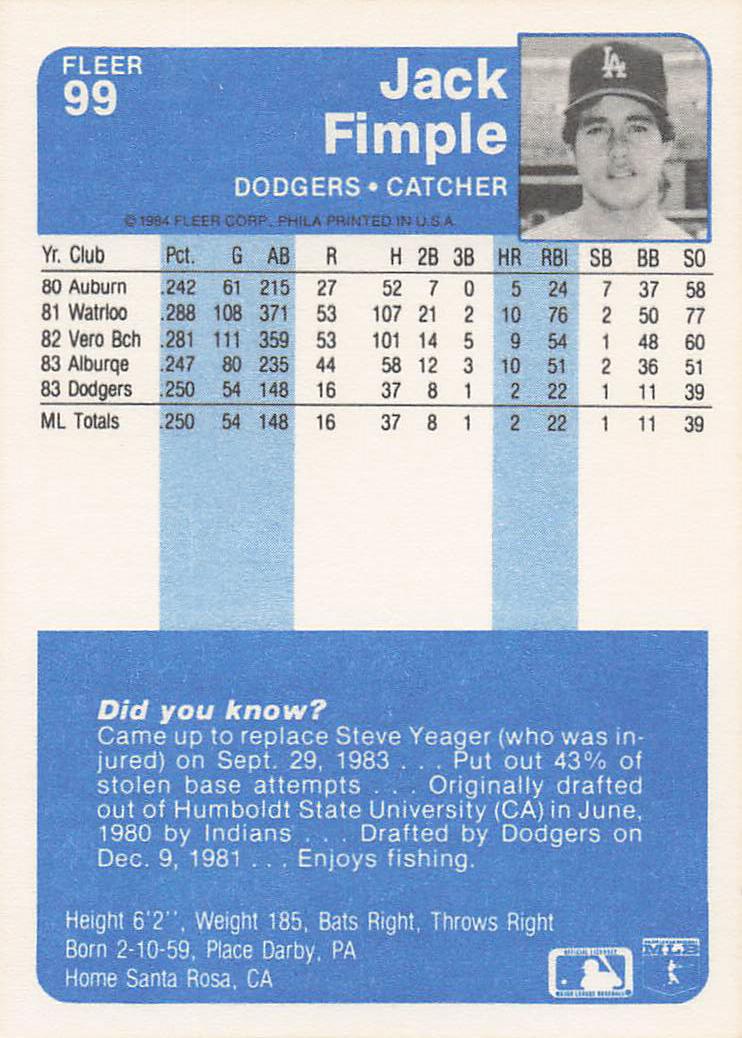 FLEER
99
Jack
Fimple
DODGERS • CATCHER
© 1984 FLEER CORP., PHILA PRINTED IN U.S.A.
LA
Yr. Club Pct. G AB R H 2B 3B HR RBI SB BB SO
80 Auburn .242 61 215 27 52 7 0 5 24 7 37 58
81 Watrloo .288 108 371 53 107 21 2 10 76 2 50 77
82 Vero Bch .281 111 359 53 101 14 5 9 54 1 48 60
83 Alburqe .247 80 235 44 58 12 3 10 51 2 36 51
83 Dodgers .250 54 148 16 37 8 1 2 22 1 11 39
ML Totals .250 54 148 16 37 8 1 2 22 1 11 39
Did you know?
Came up to replace Steve Yeager (who was in-
jured) on Sept. 29, 1983 . . . Put out 43% of
stolen base attempts . . . Originally drafted
out of Humboldt State University (CA) in June,
1980 by Indians . . . Drafted by Dodgers on
Dec. 9, 1981 . . . Enjoys fishing.
Height 6'2'', Weight 185, Bats Right, Throws Right
Born 2-10-59, Place Darby, PA
Home Santa Rosa, CA
OFFICIAL LICENSEE
MAJOR LEAGUE BASEBALL
MLB